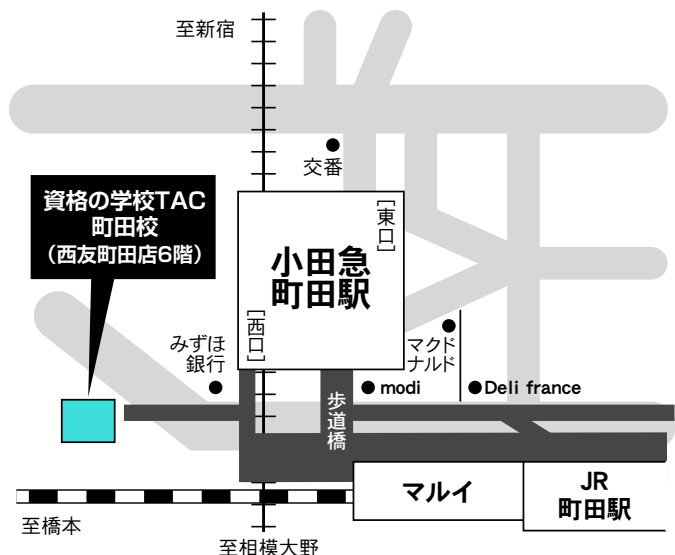 至新宿
交番
資格の学校TAC
町田校
（西友町田店6階）
［東口］
小田急
町田駅
［西口］
みずほ
銀行
マクド
ナルド
modi
Deli france
歩道橋
マルイ
JR
町田駅
至橋本
至相模大野